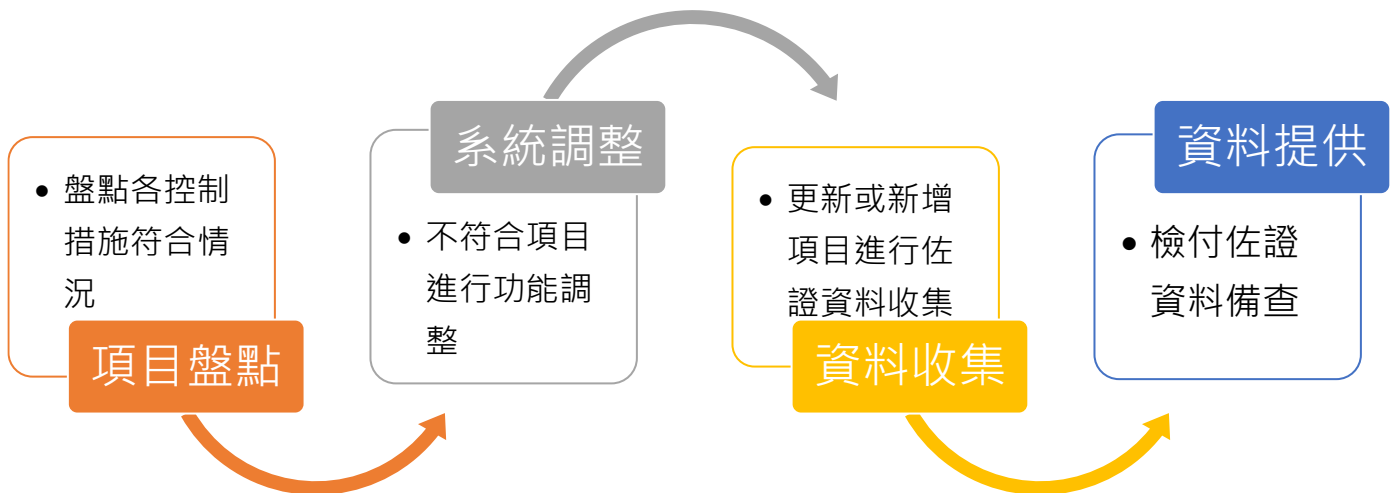 • 盤點各控制
措施符合情
況
項目盤點
系統調整
• 不符合項目
進行功能調
整
• 更新或新增
項目進行佐
證資料收集
資料收集
資料提供
• 檢付佐證
資料備查